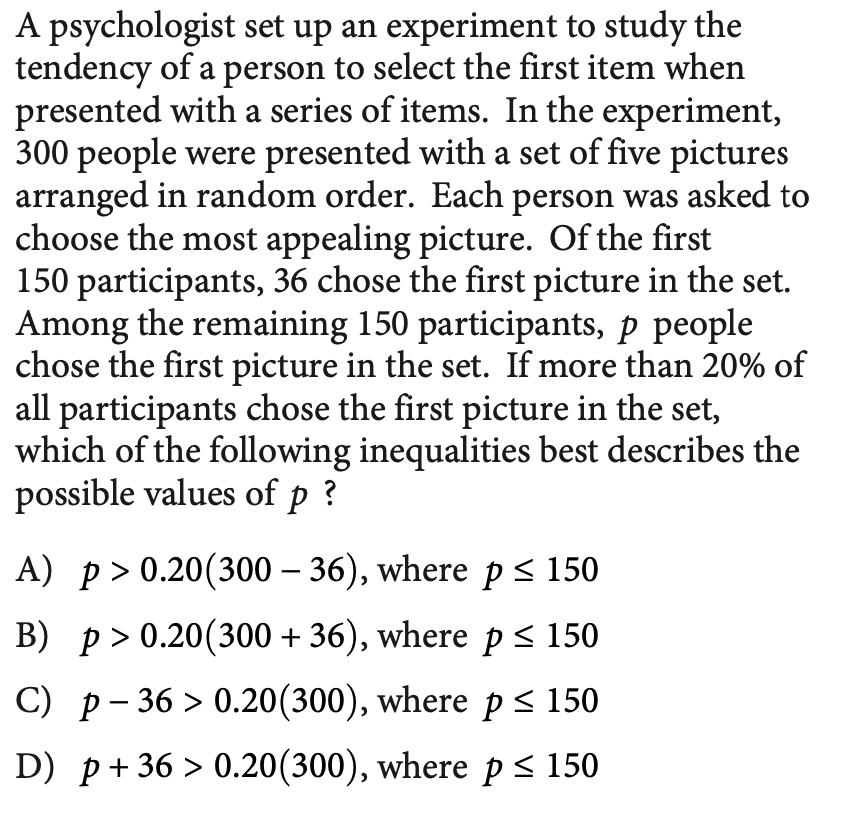 A psychologist set up an experiment to study the
tendency of a person to select the first item when
presented with a series of items. In the experiment,
300 people were presented with a set of five pictures
arranged in random order. Each person was asked to
choose the most appealing picture. Of the first
150 participants, 36 chose the first picture in the set.
Among the remaining 150 participants, p people
chose the first picture in the set. If more than 20% of
all participants chose the first picture in the set,
which of the following inequalities best describes the
possible values of p ?
A) p > 0.20(300 – 36), where p ≤ 150
B) p > 0.20(300 + 36), where p ≤ 150
C) p – 36 > 0.20(300), where p ≤ 150
D) p + 36 > 0.20(300), where p ≤ 150